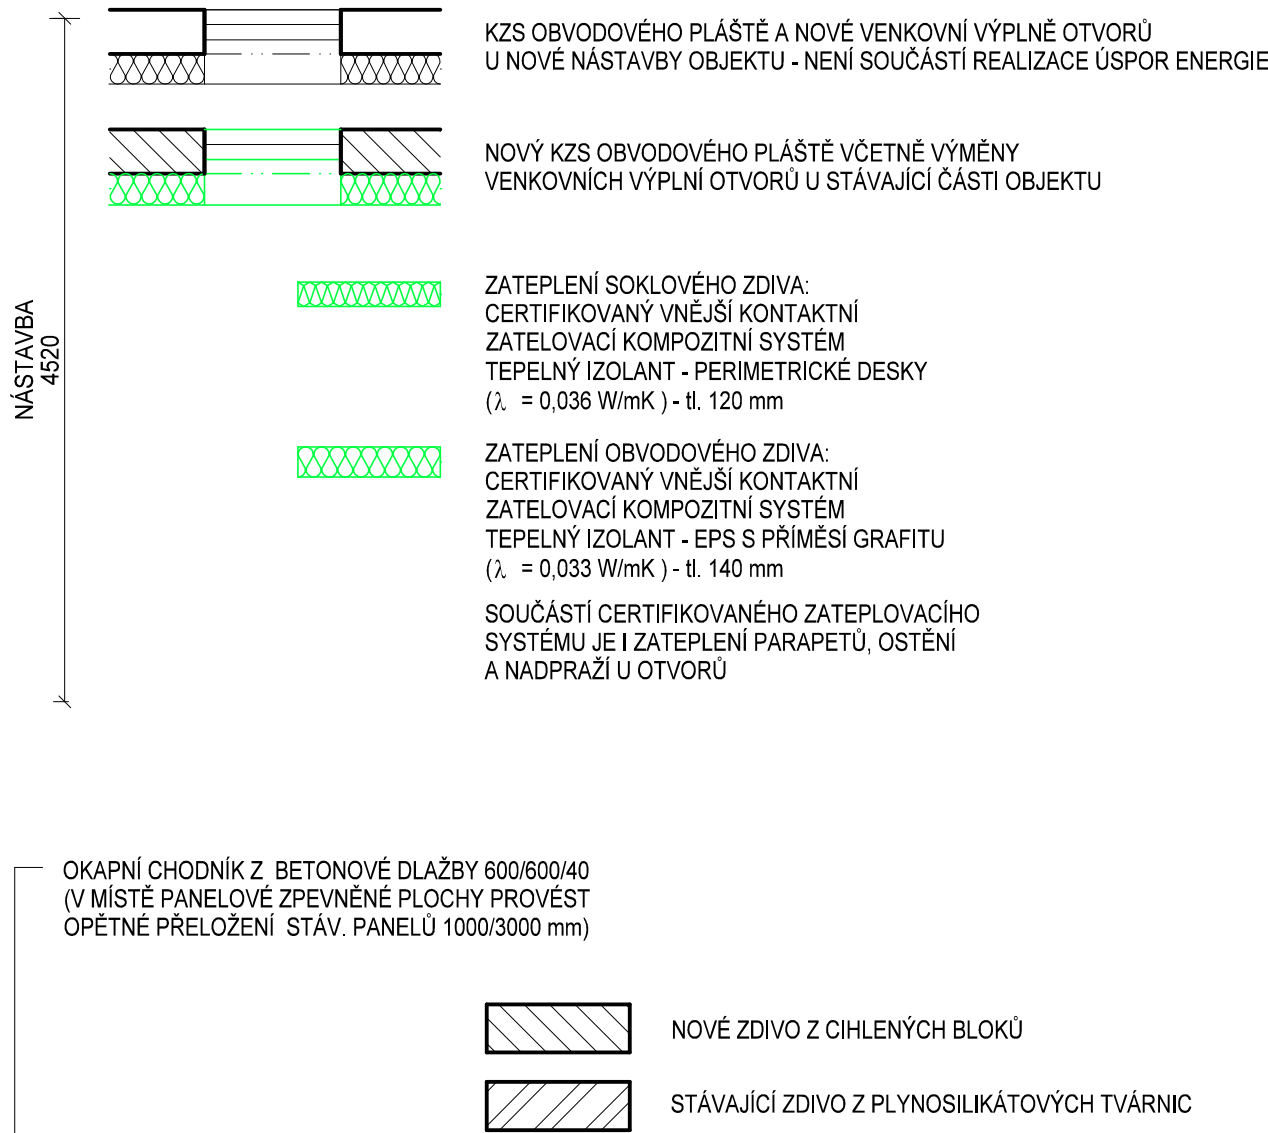 KZS OBVODOVÉHO PLÁŠTĚ A NOVÉ VENKOVNÍ VÝPLNĚ OTVORŮ
U NOVÉ NÁSTAVBY OBJEKTU - NENÍ SOUČÁSTÍ REALIZACE ÚSPOR ENERGIE
NOVÝ KZS OBVODOVÉHO PLÁŠTĚ VČETNĚ VÝMĚNY
VENKOVNÍCH VÝPLNÍ OTVORŮ U STÁVAJÍCÍ ČÁSTI OBJEKTU
NÁSTAVBA
4520
ZATEPLENÍ SOKLOVÉHO ZDIVA:
CERTIFIKOVANÝ VNĚJŠÍ KONTAKTNÍ
ZATELOVACÍ KOMPOZITNÍ SYSTÉM
TEPELNÝ IZOLANT - PERIMETRICKÉ DESKY
(λ = 0,036 W/mK ) - tl. 120 mm
ZATEPLENÍ OBVODOVÉHO ZDIVA:
CERTIFIKOVANÝ VNĚJŠÍ KONTAKTNÍ
ZATELOVACÍ KOMPOZITNÍ SYSTÉM
TEPELNÝ IZOLANT - EPS S PŘÍMĚSÍ GRAFITU
(λ = 0,033 W/mK ) - tl. 140 mm
SOUČÁSTÍ CERTIFIKOVANÉHO ZATEPLOVACÍHO
SYSTÉMU JE I ZATEPLENÍ PARAPETŮ, OSTĚNÍ
A NADPRAŽÍ U OTVORŮ
OKAPNÍ CHODNÍK Z BETONOVÉ DLAŽBY 600/600/40
(V MÍSTĚ PANELOVÉ ZPEVNĚNÉ PLOCHY PROVÉST
OPĚTNÉ PŘELOŽENÍ STÁV. PANELŮ 1000/3000 mm)
NOVÉ ZDIVO Z CIHLENÝCH BLOKŮ
STÁVAJÍCÍ ZDIVO Z PLYNOSILIKÁTOVÝCH TVÁRNIC